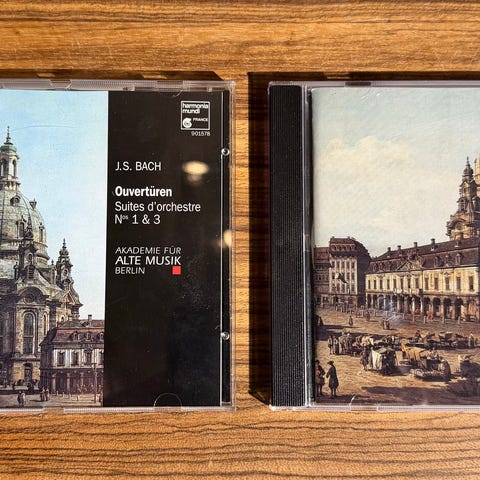 harmonia
mundi
FRANCE
901578
J.S. BACH
Ouvertüren
Suites d'orchestre
Nos 1 & 3
AKADEMIE FÜR
ALTE MUSIK
BERLIN